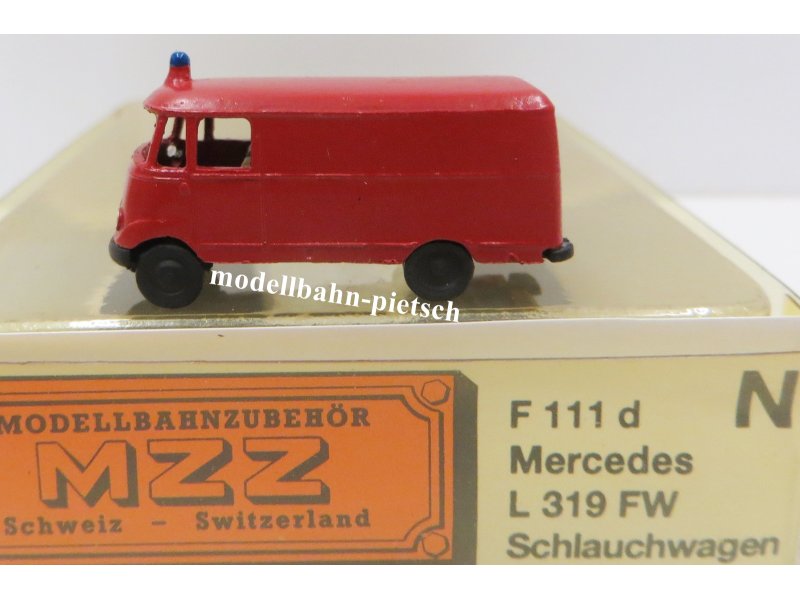 modellbahn-pietsch
MODELLBAHNZUBEHÖR
MZZ
Schweiz - Switzerland
F 111 d
Mercedes
L 319 FW
Schlauchwagen
N